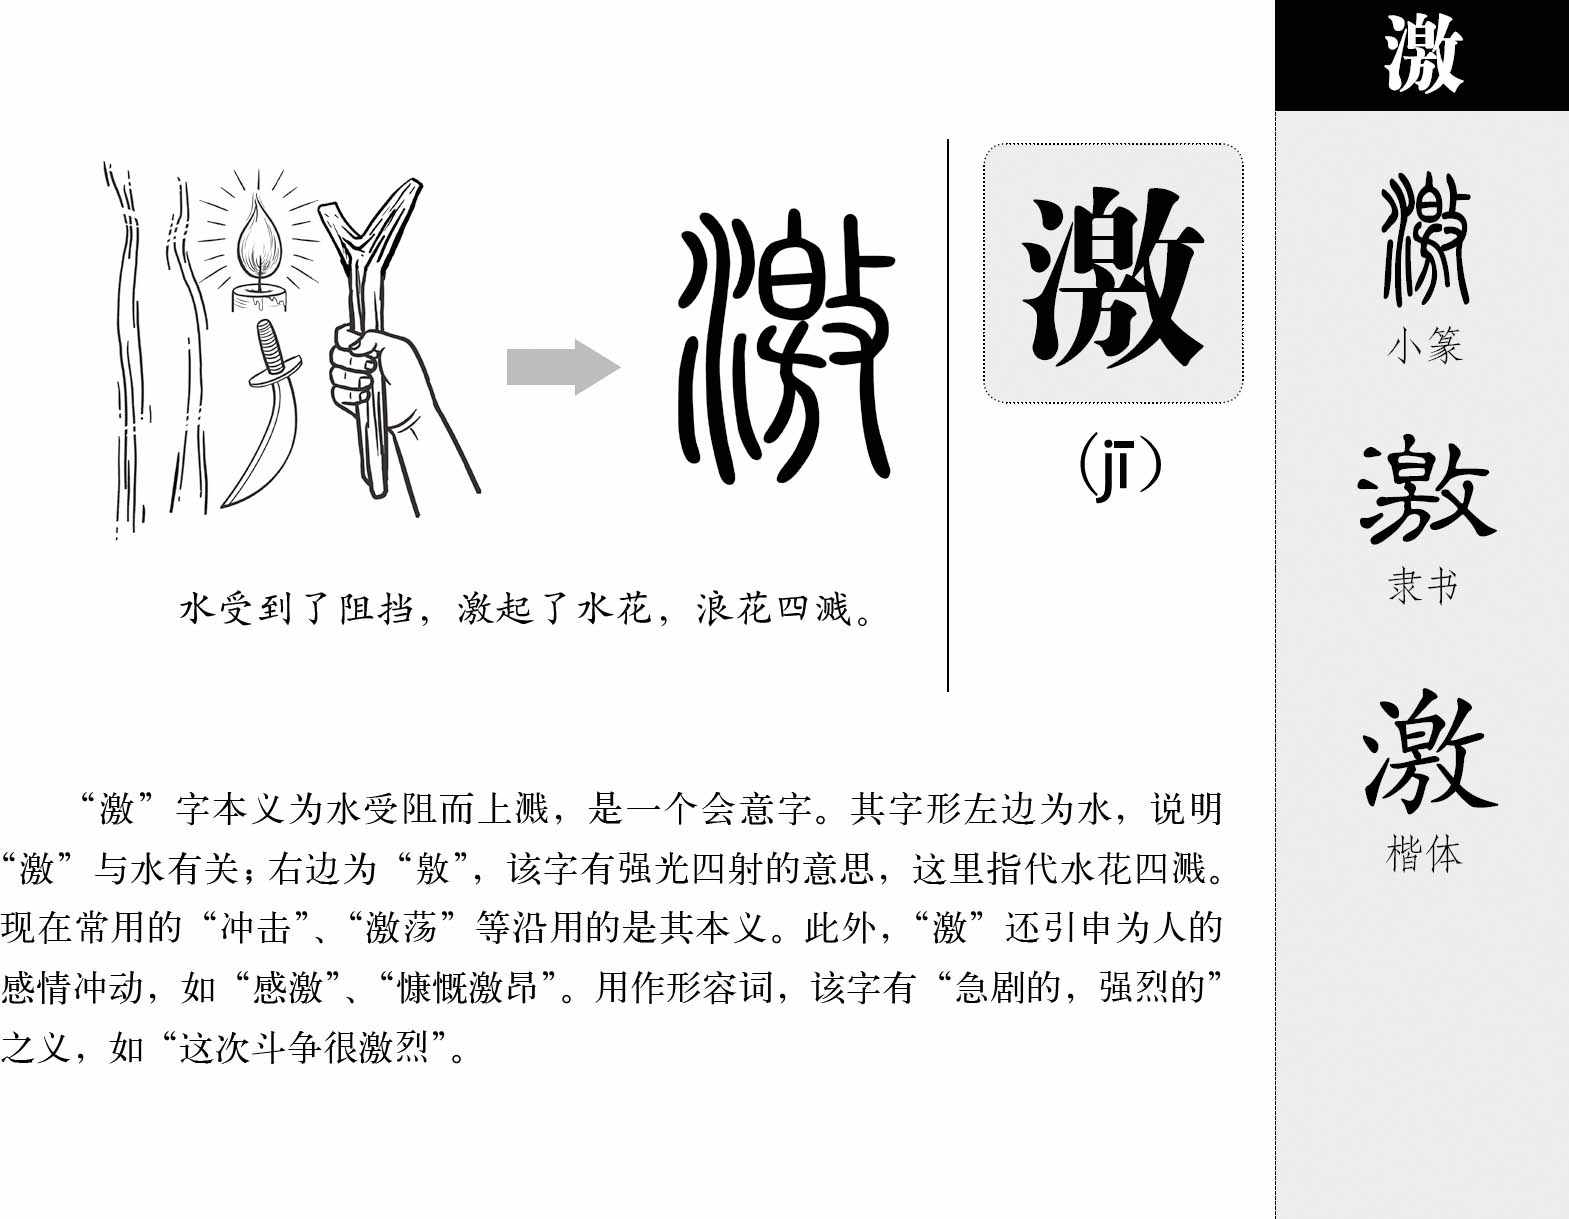 激
激
(jī)
水受到了阻挡，激起了水花，浪花四溅。
“激”字本义为水受阻而上溅，是一个会意字。其字形左边为水，说明
“激”与水有关；右边为“敫”，该字有强光四射的意思，这里指代水花四溅。
现在常用的“冲击”、“激荡”等沿用的是其本义。此外，“激”还引申为人的
感情冲动，如“感激”、“慷慨激昂”。用作形容词，该字有“急剧的，强烈的”
之义，如“这次斗争很激烈”。
激
激
小篆
激
隶书
激
楷体